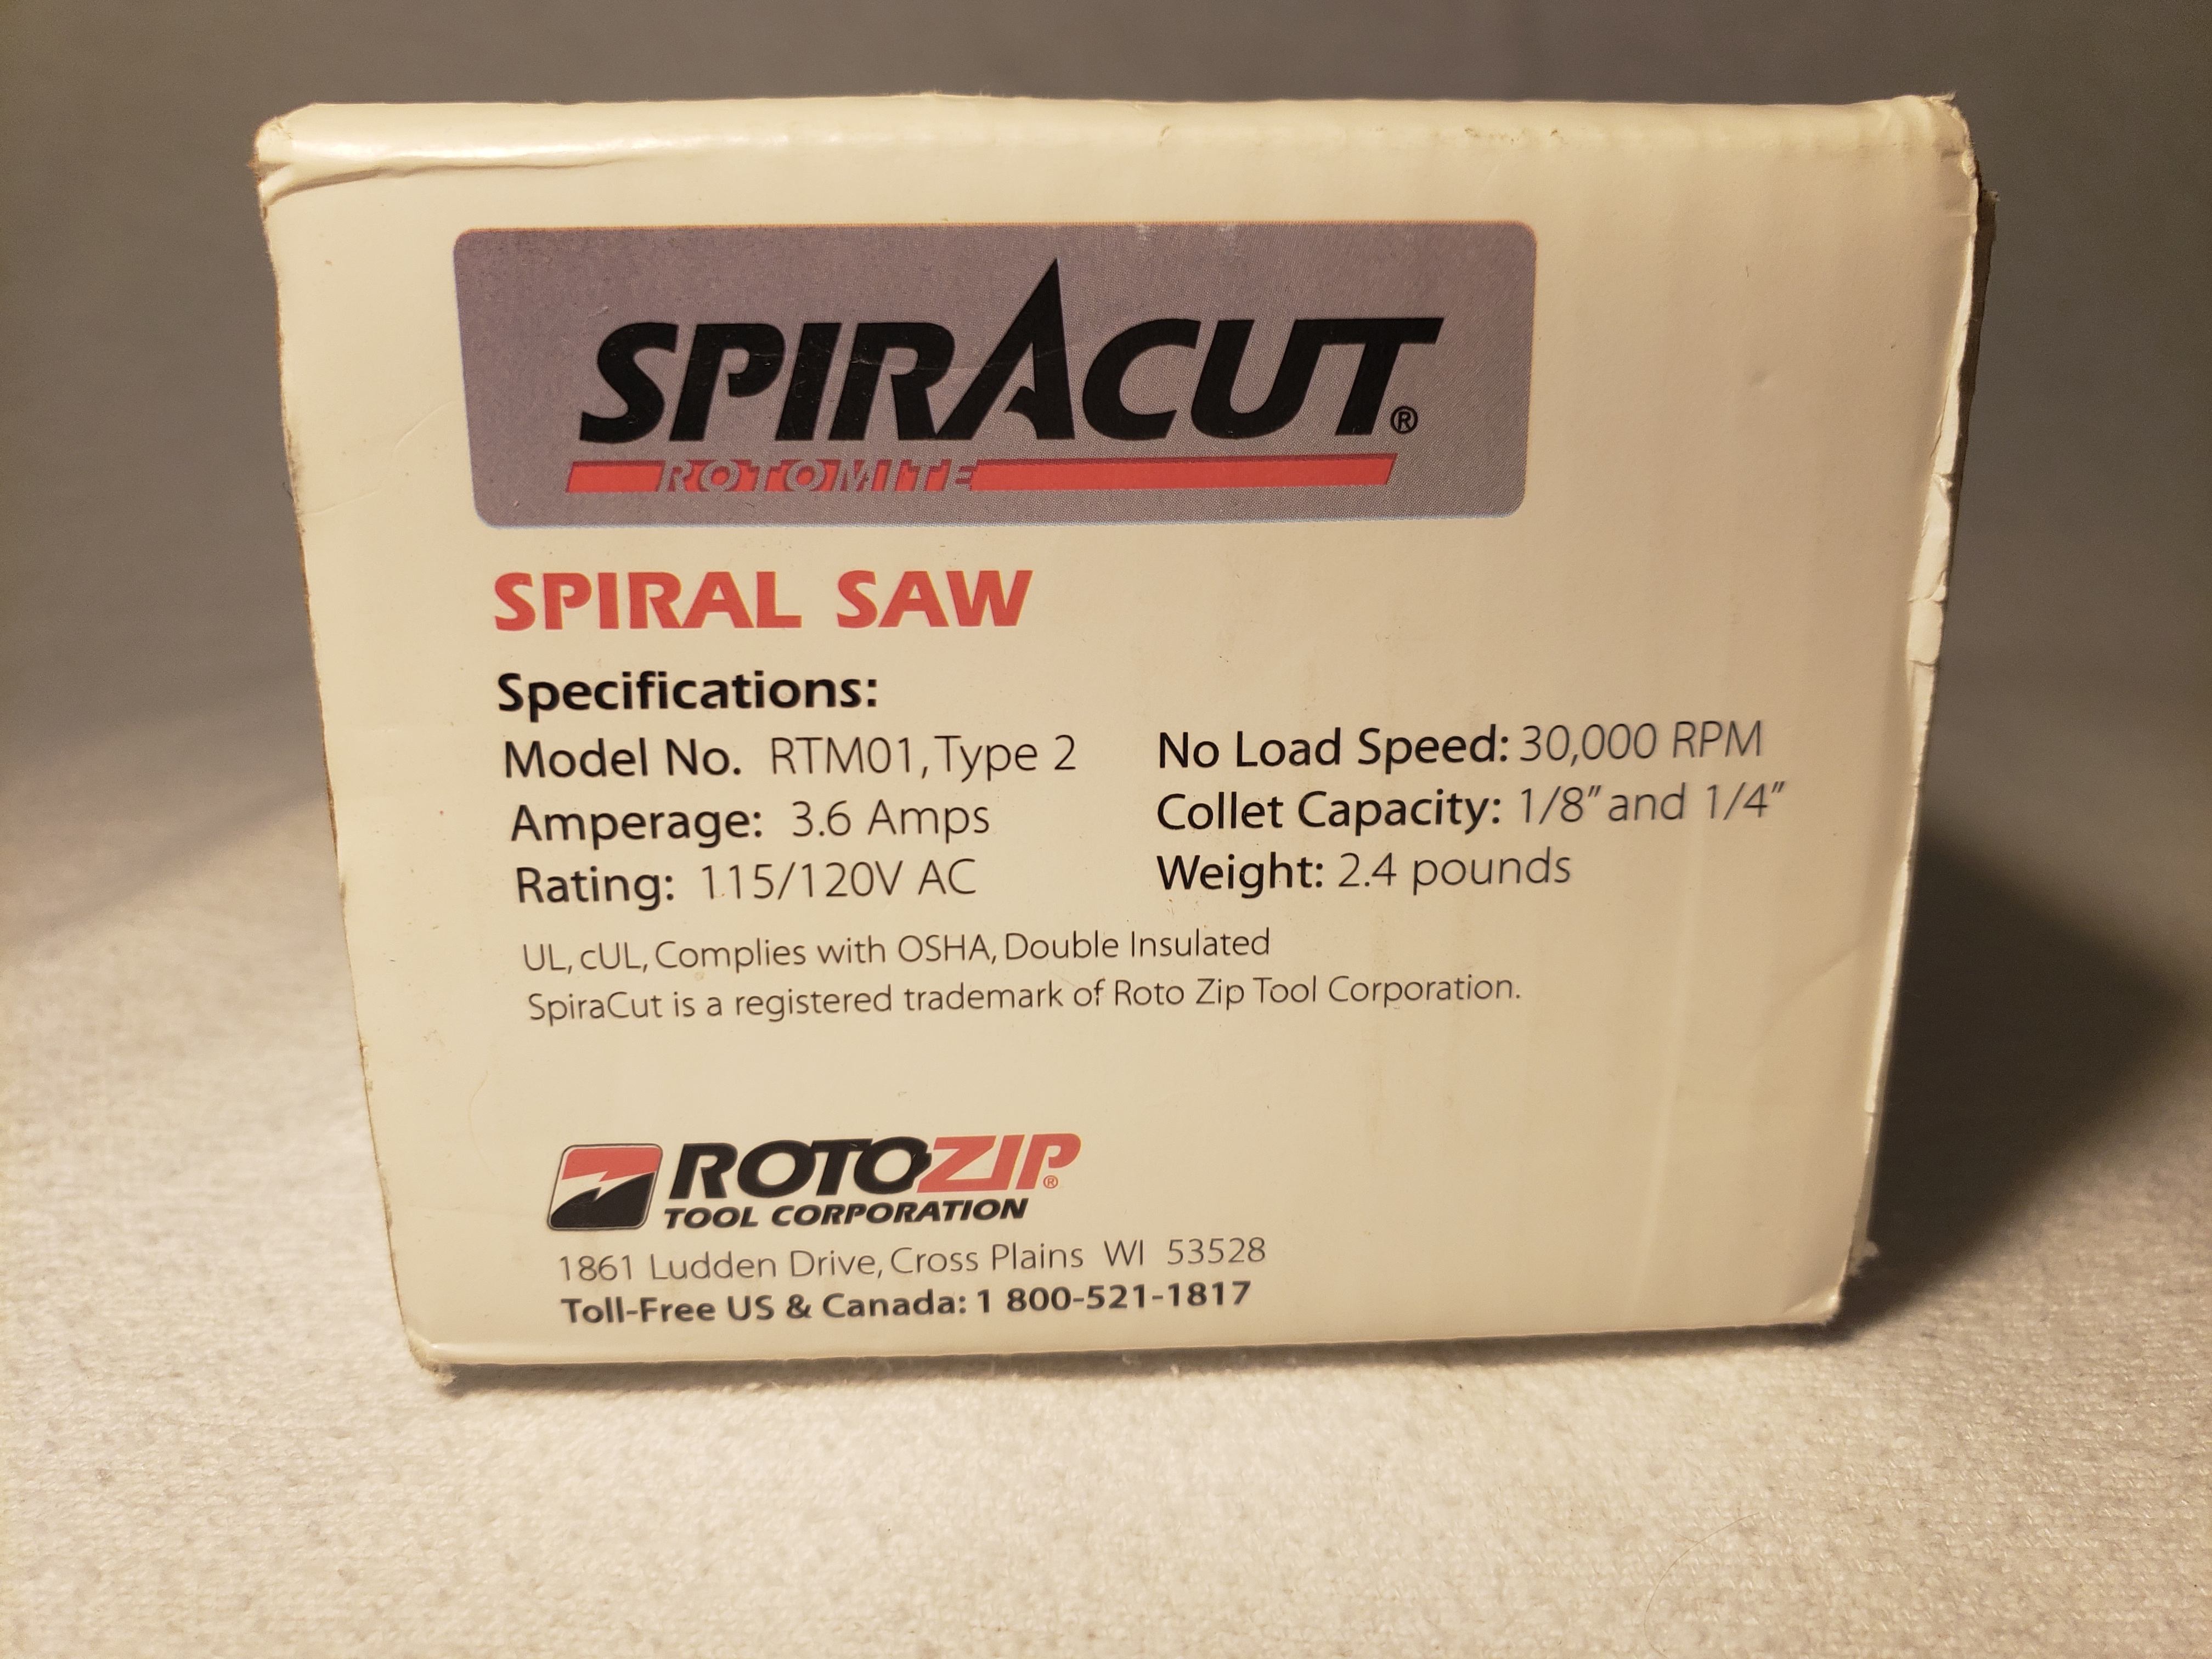 SPIRACUT®
ROTOMITE
SPIRAL SAW
Specifications:
Model No. RTM01, Type 2
Amperage: 3.6 Amps
Rating: 115/120V AC
No Load Speed: 30,000 RPM
Collet Capacity: 1/8" and 1/4"
Weight: 2.4 pounds
UL, cUL, Complies with OSHA, Double Insulated
SpiraCut is a registered trademark of Roto Zip Tool Corporation.
ROTOZIP®
TOOL CORPORATION
1861 Ludden Drive, Cross Plains WI 53528
Toll-Free US & Canada: 1 800-521-1817